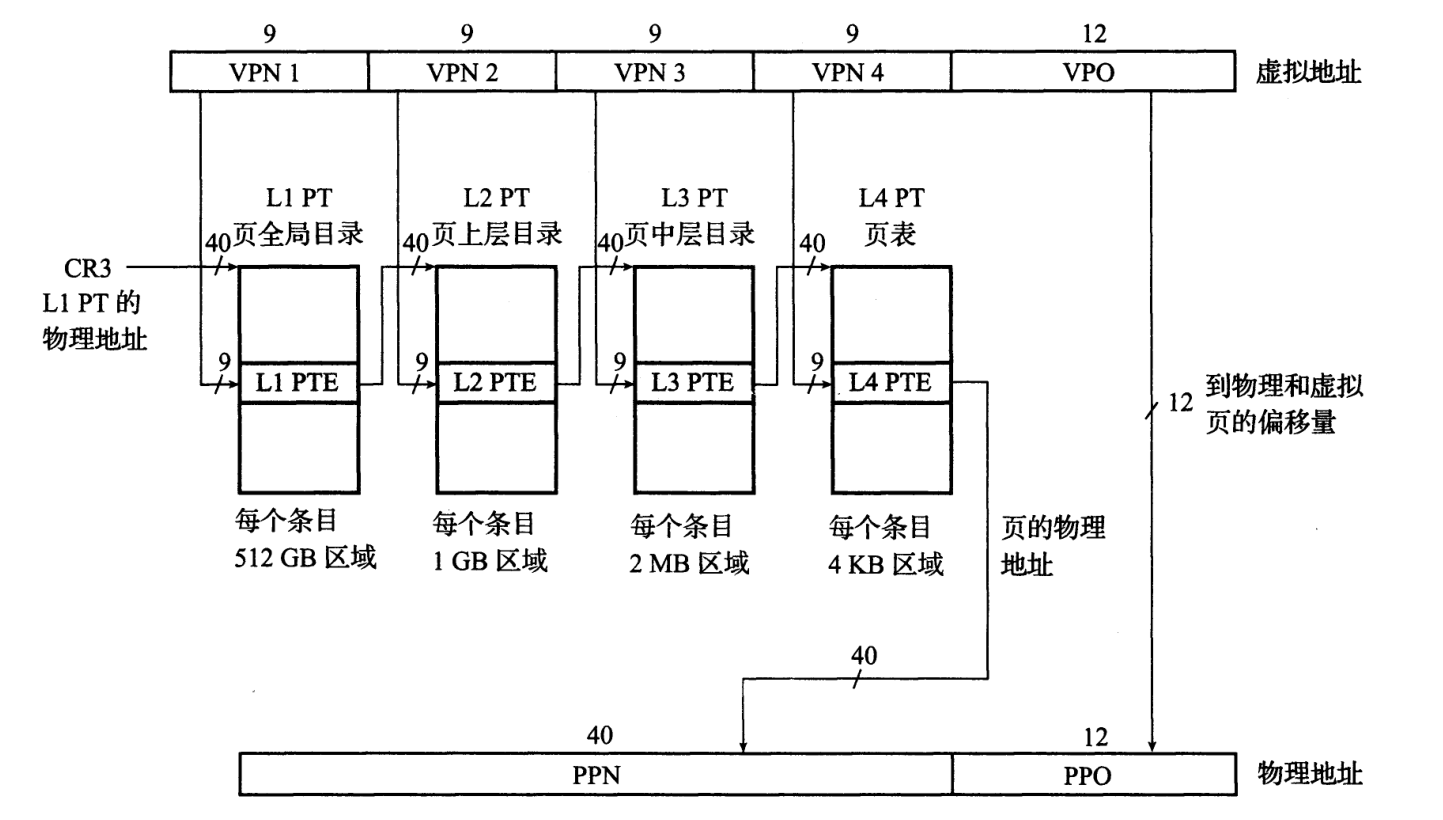 9 9 9 9 12
VPN 1 VPN 2 VPN 3 VPN 4 VPO 虚拟地址
L1 PT
页全局目录
L2 PT
页上层目录
L3 PT
页中层目录
L4 PT
页表
40 40 40 40
CR3
L1 PT 的
物理地址
9 9 9 9
L1 PTE L2 PTE L3 PTE L4 PTE
12
到物理和虚拟
页的偏移量
每个条目
512 GB 区域
每个条目
1 GB 区域
每个条目
2 MB 区域
每个条目
4 KB 区域
页的物理
地址
40
40 12
PPN PPO 物理地址